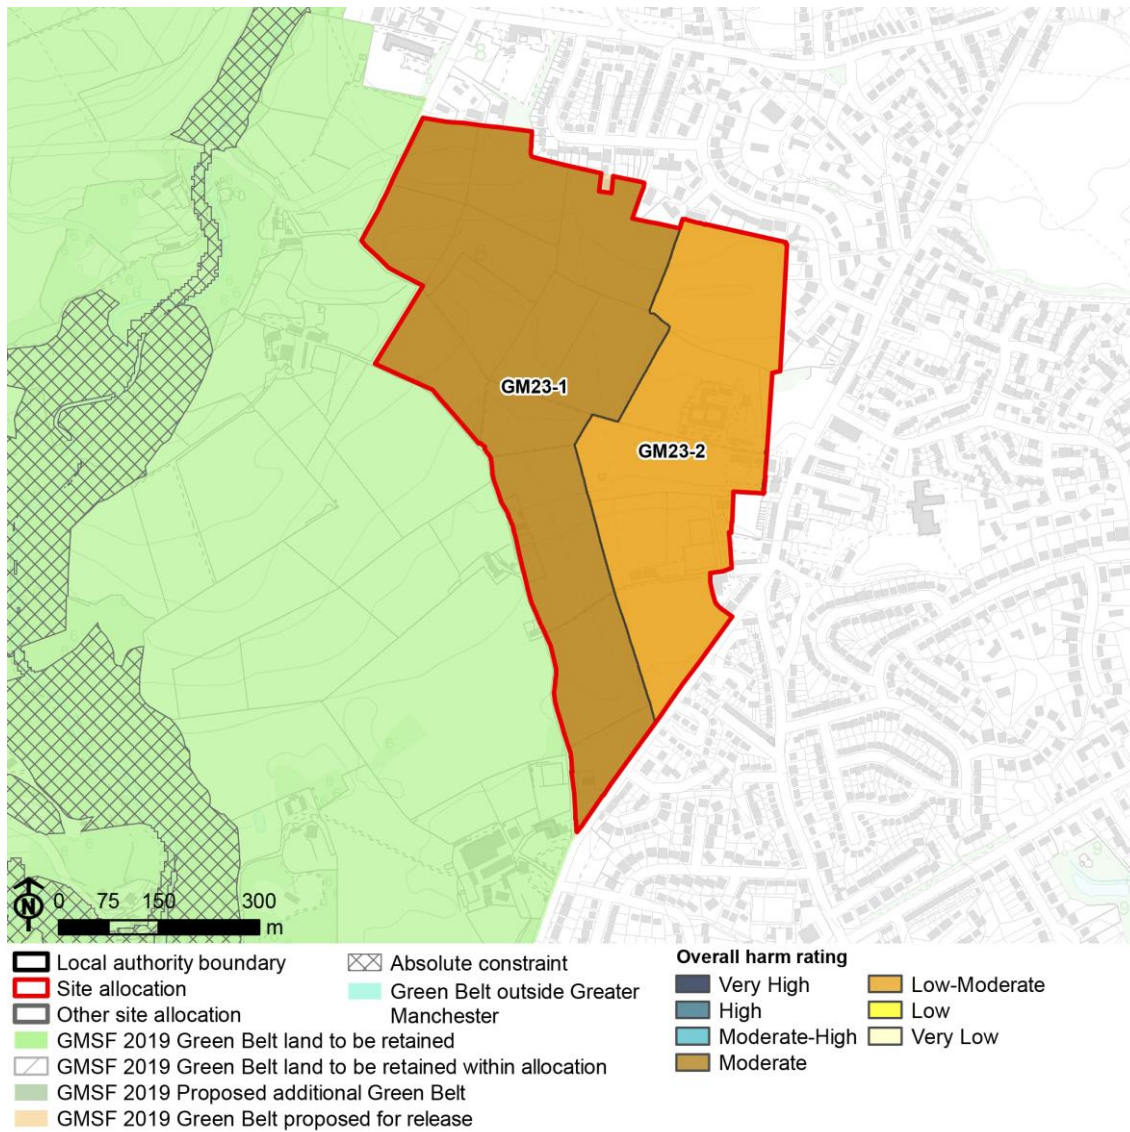 GM23-1
GM23-2
N
0 75 150 300
m
Local authority boundary
Site allocation
Other site allocation
GMSF 2019 Green Belt land to be retained
GMSF 2019 Green Belt land to be retained within allocation
GMSF 2019 Proposed additional Green Belt
GMSF 2019 Green Belt proposed for release
Absolute constraint
Green Belt outside Greater
Manchester
Overall harm rating
Very High
High
Moderate-High
Moderate
Low-Moderate
Low
Very Low